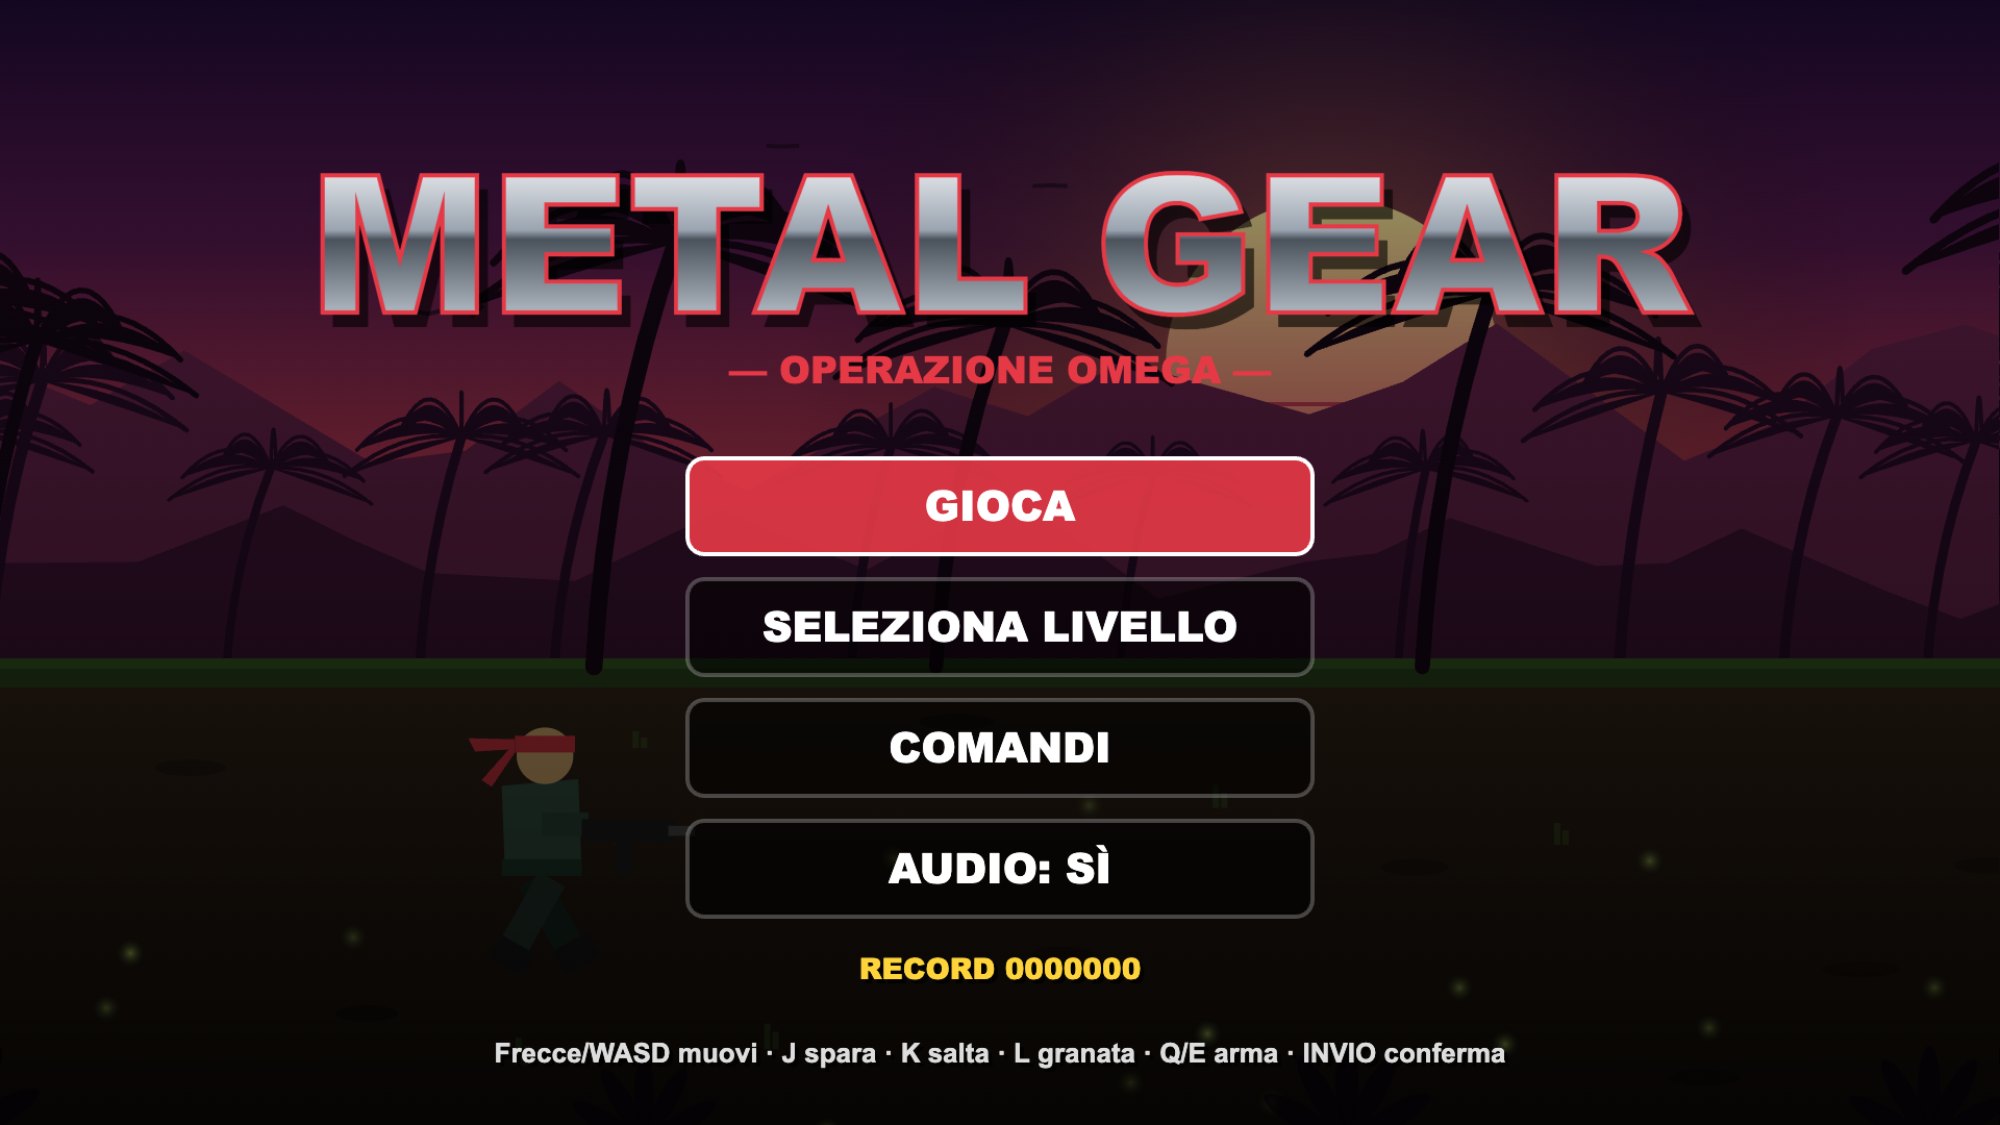 METAL GEAR
— OPERAZIONE OMEGA —
GIOCA
SELEZIONA LIVELLO
COMANDI
AUDIO: SÌ
RECORD 0000000
Frecce/WASD muovi · J spara · K salta · L granata · Q/E arma · INVIO conferma